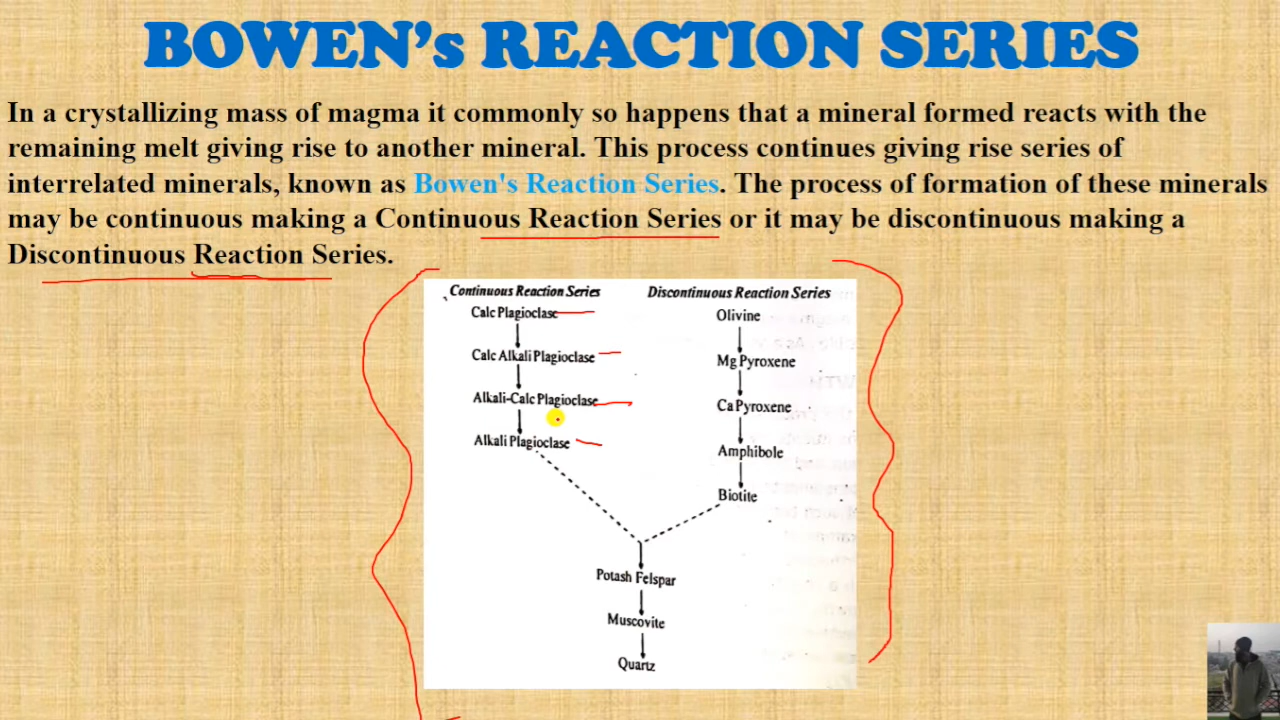 BOWEN's REACTION SERIES
In a crystallizing mass of magma it commonly so happens that a mineral formed reacts with the
remaining melt giving rise to another mineral. This process continues giving rise series of
interrelated minerals, known as Bowen's Reaction Series. The process of formation of these minerals
may be continuous making a Continuous Reaction Series or it may be discontinuous making a
Discontinuous Reaction Series.
Continuous Reaction Series
Calc Plagioclase
Calc Alkali Plagioclase
Alkali-Calc Plagioclase
Alkali Plagioclase
Discontinuous Reaction Series
Olivine
Mg Pyroxene
Ca Pyroxene
Amphibole
Biotite
Potash Felspar
Muscovite
Quartz